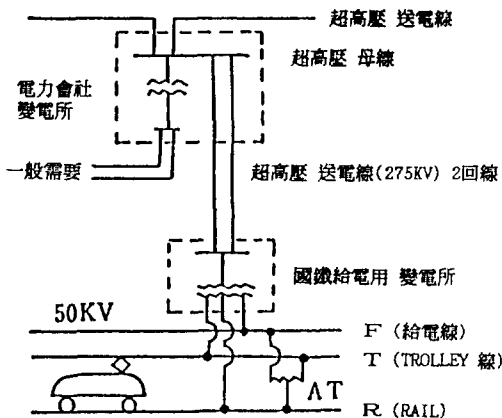 超高壓 送電線
超高壓 母線
電力會社
變電所
一般需要
超高壓 送電線(275KV) 2回線
國鐵給電用 變電所
50KV
F (給電線)
T (TROLLEY 線)
AT
R (RAIL)